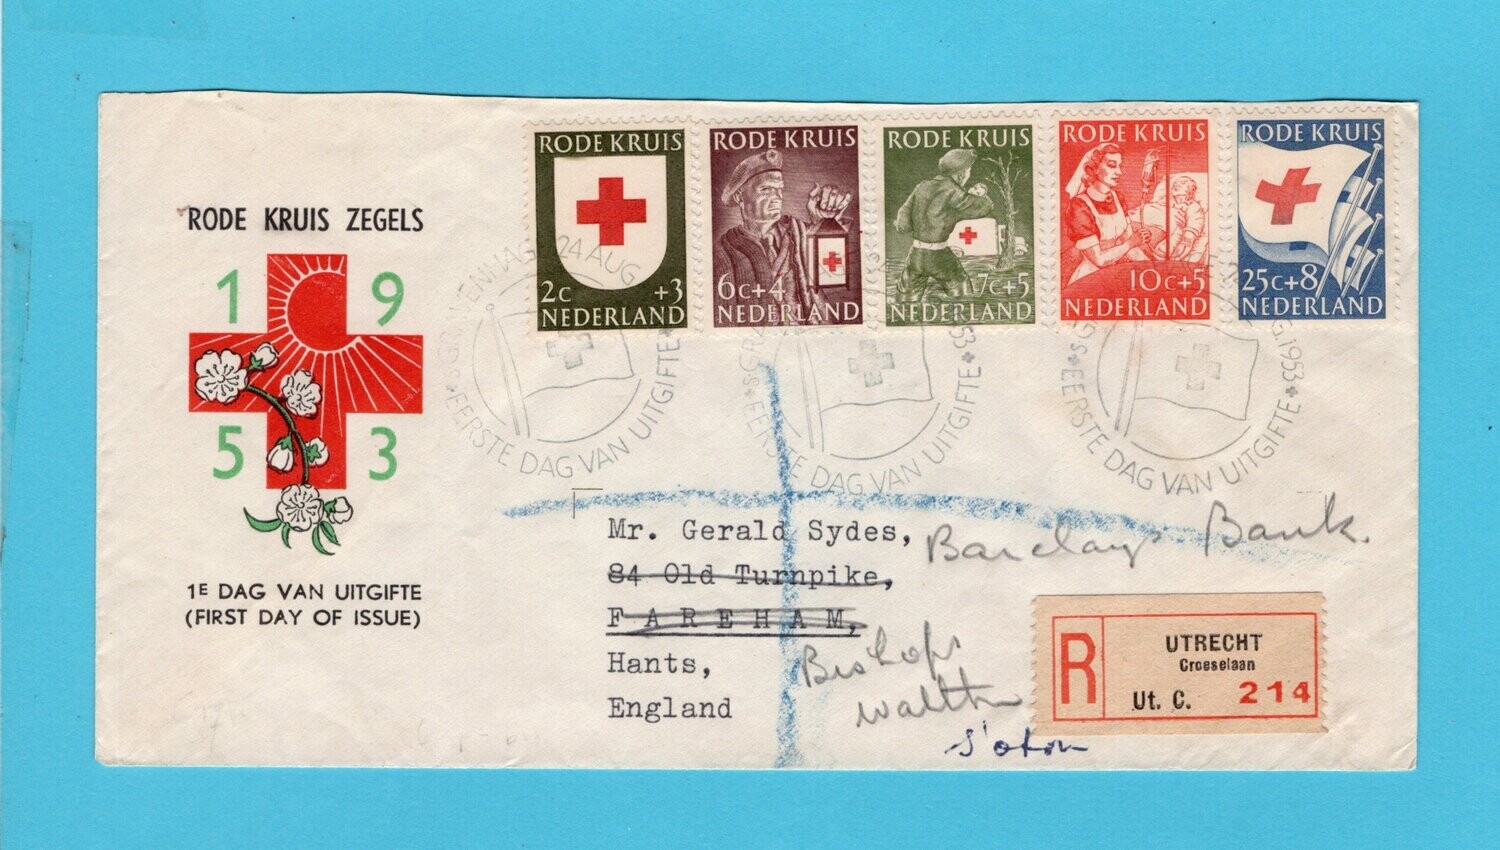 RODE KRUIS ZEGELS
1 9
5 3
1E DAG VAN UITGIFTE
(FIRST DAY OF ISSUE)
RODE KRUIS
2c +3
NEDERLAND
RODE KRUIS
6c+4
NEDERLAND
RODE KRUIS
7c+5
NEDERLAND
RODE KRUIS
10c+5
NEDERLAND
RODE KRUIS
25c+8
NEDERLAND
24 AUG
EERSTE DAG VAN UITGIFTE
EERSTE DAG VAN UITGIFTE
1953
EERSTE DAG VAN UITGIFTE
Mr. Gerald Sydes,
84 Old Turnpike,
FAREHAM,
Hants,
England
Barclays Bank.
Bishops
Walth
S'oton
R
UTRECHT
Croeselaan
Ut. C. 214